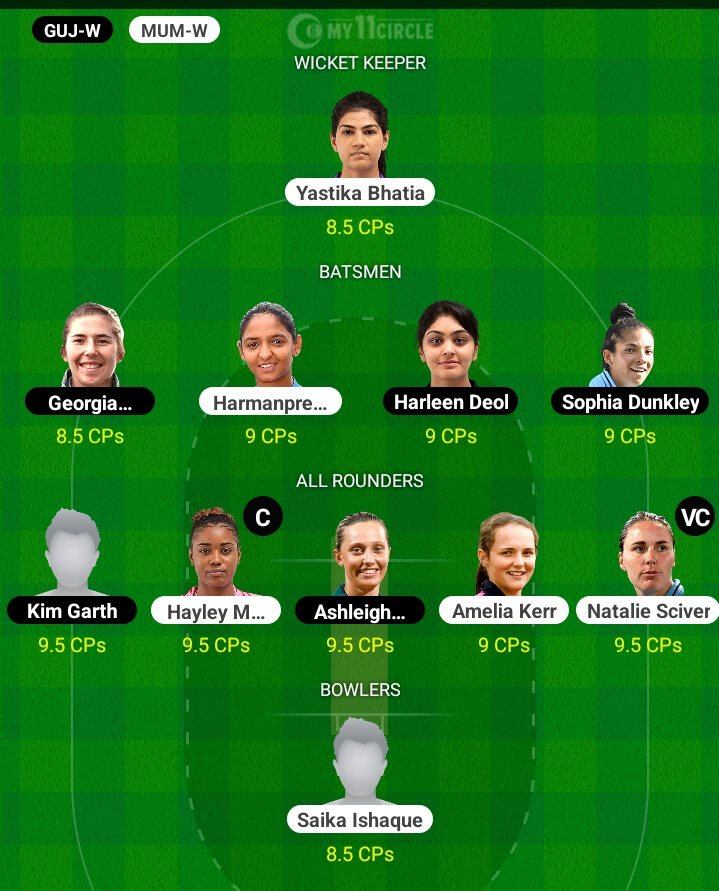 GUJ-W MUM-W MY11CIRCLE
WICKET KEEPER
Yastika Bhatia
8.5 CPs
BATSMEN
Georgia... Harmanpre... Harleen Deol Sophia Dunkley
8.5 CPs 9 CPs 9 CPs 9 CPs
ALL ROUNDERS
C VC
Kim Garth Hayley M... Ashleigh... Amelia Kerr Natalie Sciver
9.5 CPs 9.5 CPs 9.5 CPs 9 CPs 9.5 CPs
BOWLERS
Saika Ishaque
8.5 CPs